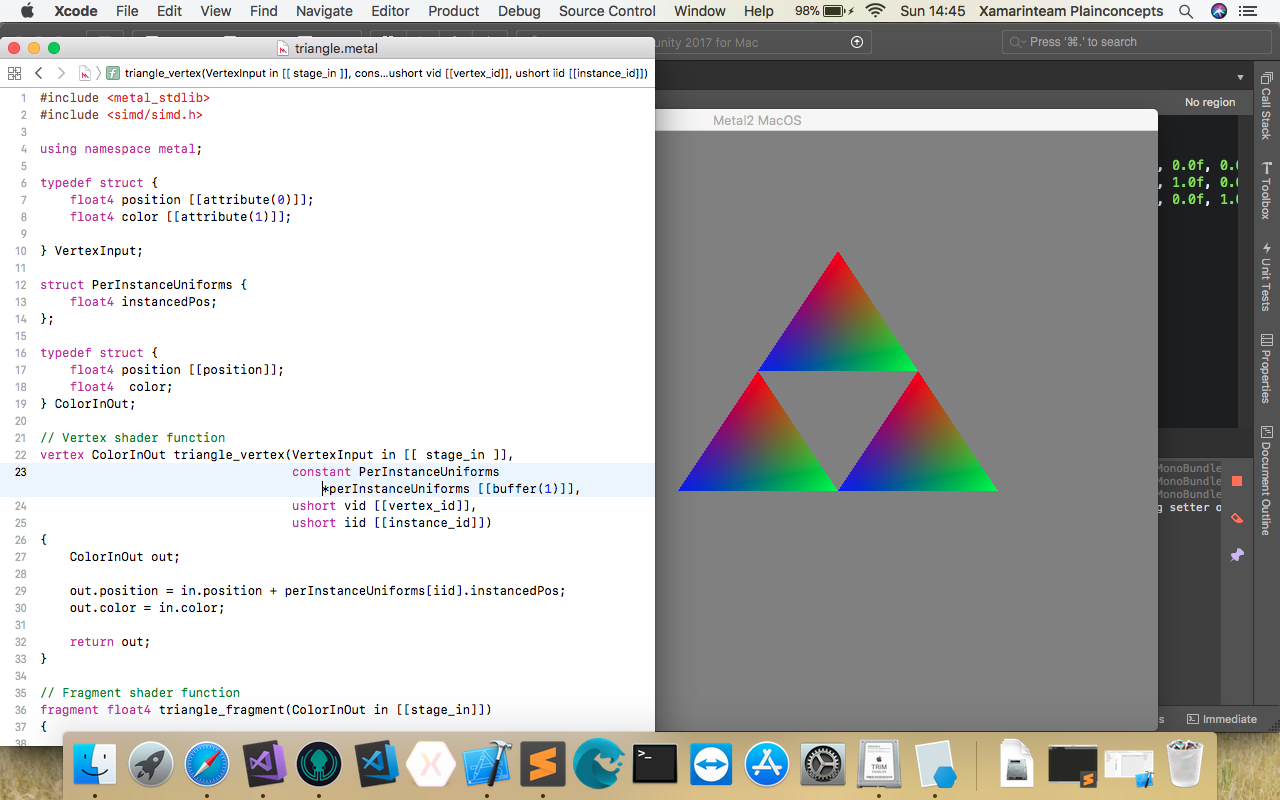 Xcode File Edit View Find Navigate Editor Product Debug Source Control Window Help 98% Sun 14:45 Xamarinteam Plainconcepts
triangle.metal
unity 2017 for Mac
Press '⌘.' to search
triangle_vertex(VertexInput in [[ stage_in ]], cons...ushort vid [[vertex_id]], ushort iid [[instance_id]])
No region
Metal2 MacOS
1 #include <metal_stdlib>
2 #include <simd/simd.h>
3
4 using namespace metal;
5
6 typedef struct {
7 float4 position [[attribute(0)]];
8 float4 color [[attribute(1)]];
9
10 } VertexInput;
11
12 struct PerInstanceUniforms {
13 float4 instancedPos;
14 };
15
16 typedef struct {
17 float4 position [[position]];
18 float4  color;
19 } ColorInOut;
20
21 // Vertex shader function
22 vertex ColorInOut triangle_vertex(VertexInput in [[ stage_in ]],
23 constant PerInstanceUniforms
*perInstanceUniforms [[buffer(1)]],
24 ushort vid [[vertex_id]],
25 ushort iid [[instance_id]])
26 {
27 ColorInOut out;
28
29 out.position = in.position + perInstanceUniforms[iid].instancedPos;
30 out.color = in.color;
31
32 return out;
33 }
34
35 // Fragment shader function
36 fragment float4 triangle_fragment(ColorInOut in [[stage_in]])
37 {
38
, 0.0f, 0.0
, 1.0f, 0.0
, 0.0f, 1.0
Call Stack
Toolbox
Unit Tests
Properties
Document Outline
MonoBundle
MonoBundle
MonoBundle
g setter o
s Immediate
TRIM
ENABLER